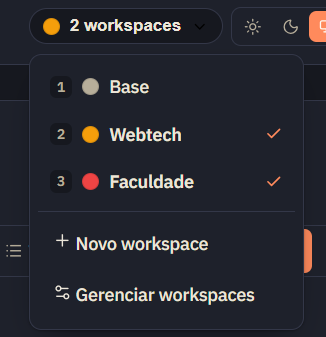 2 workspaces
1 Base
2 Webtech
3 Faculdade
Novo workspace
Gerenciar workspaces